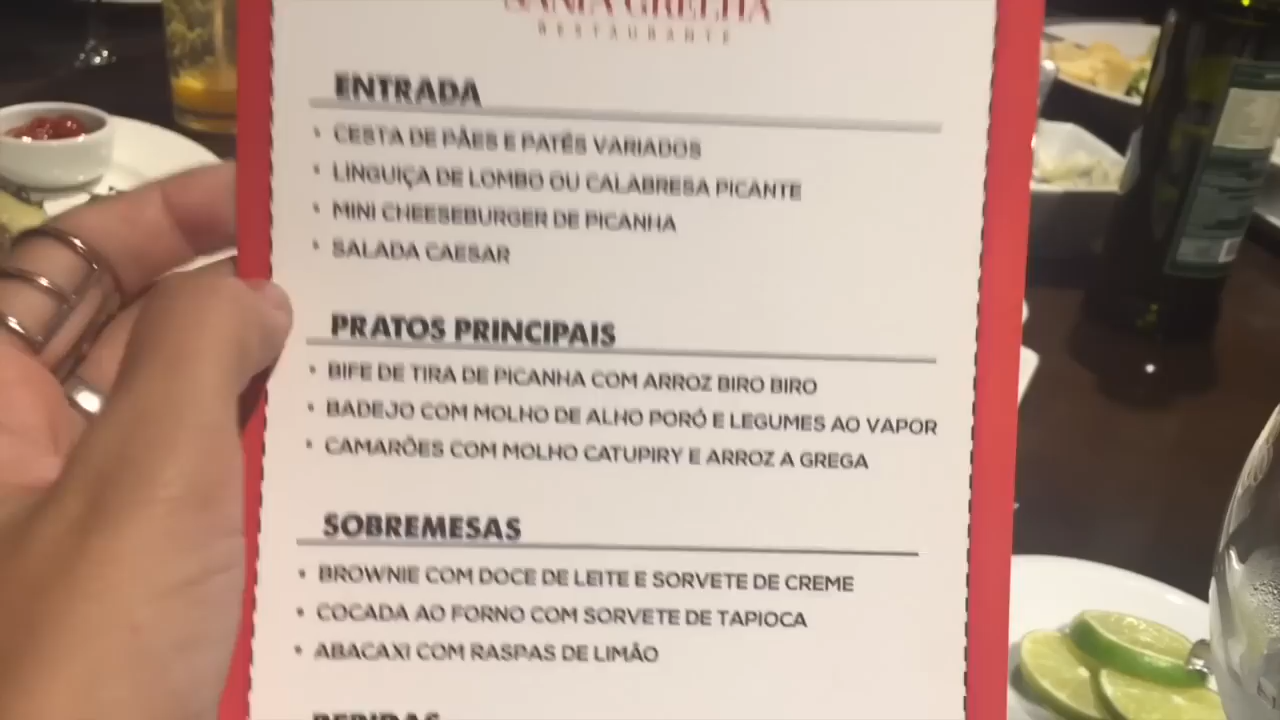 SANTA GRELHA
RESTAURANTE
ENTRADA
• CESTA DE PÃES E PATÊS VARIADOS
• LINGUIÇA DE LOMBO OU CALABRESA PICANTE
• MINI CHEESEBURGER DE PICANHA
• SALADA CAESAR
PRATOS PRINCIPAIS
• BIFE DE TIRA DE PICANHA COM ARROZ BIRO BIRO
• BADEJO COM MOLHO DE ALHO PORÓ E LEGUMES AO VAPOR
• CAMARÕES COM MOLHO CATUPIRY E ARROZ A GREGA
SOBREMESAS
• BROWNIE COM DOCE DE LEITE E SORVETE DE CREME
• COCADA AO FORNO COM SORVETE DE TAPIOCA
• ABACAXI COM RASPAS DE LIMÃO
BEBIDAS